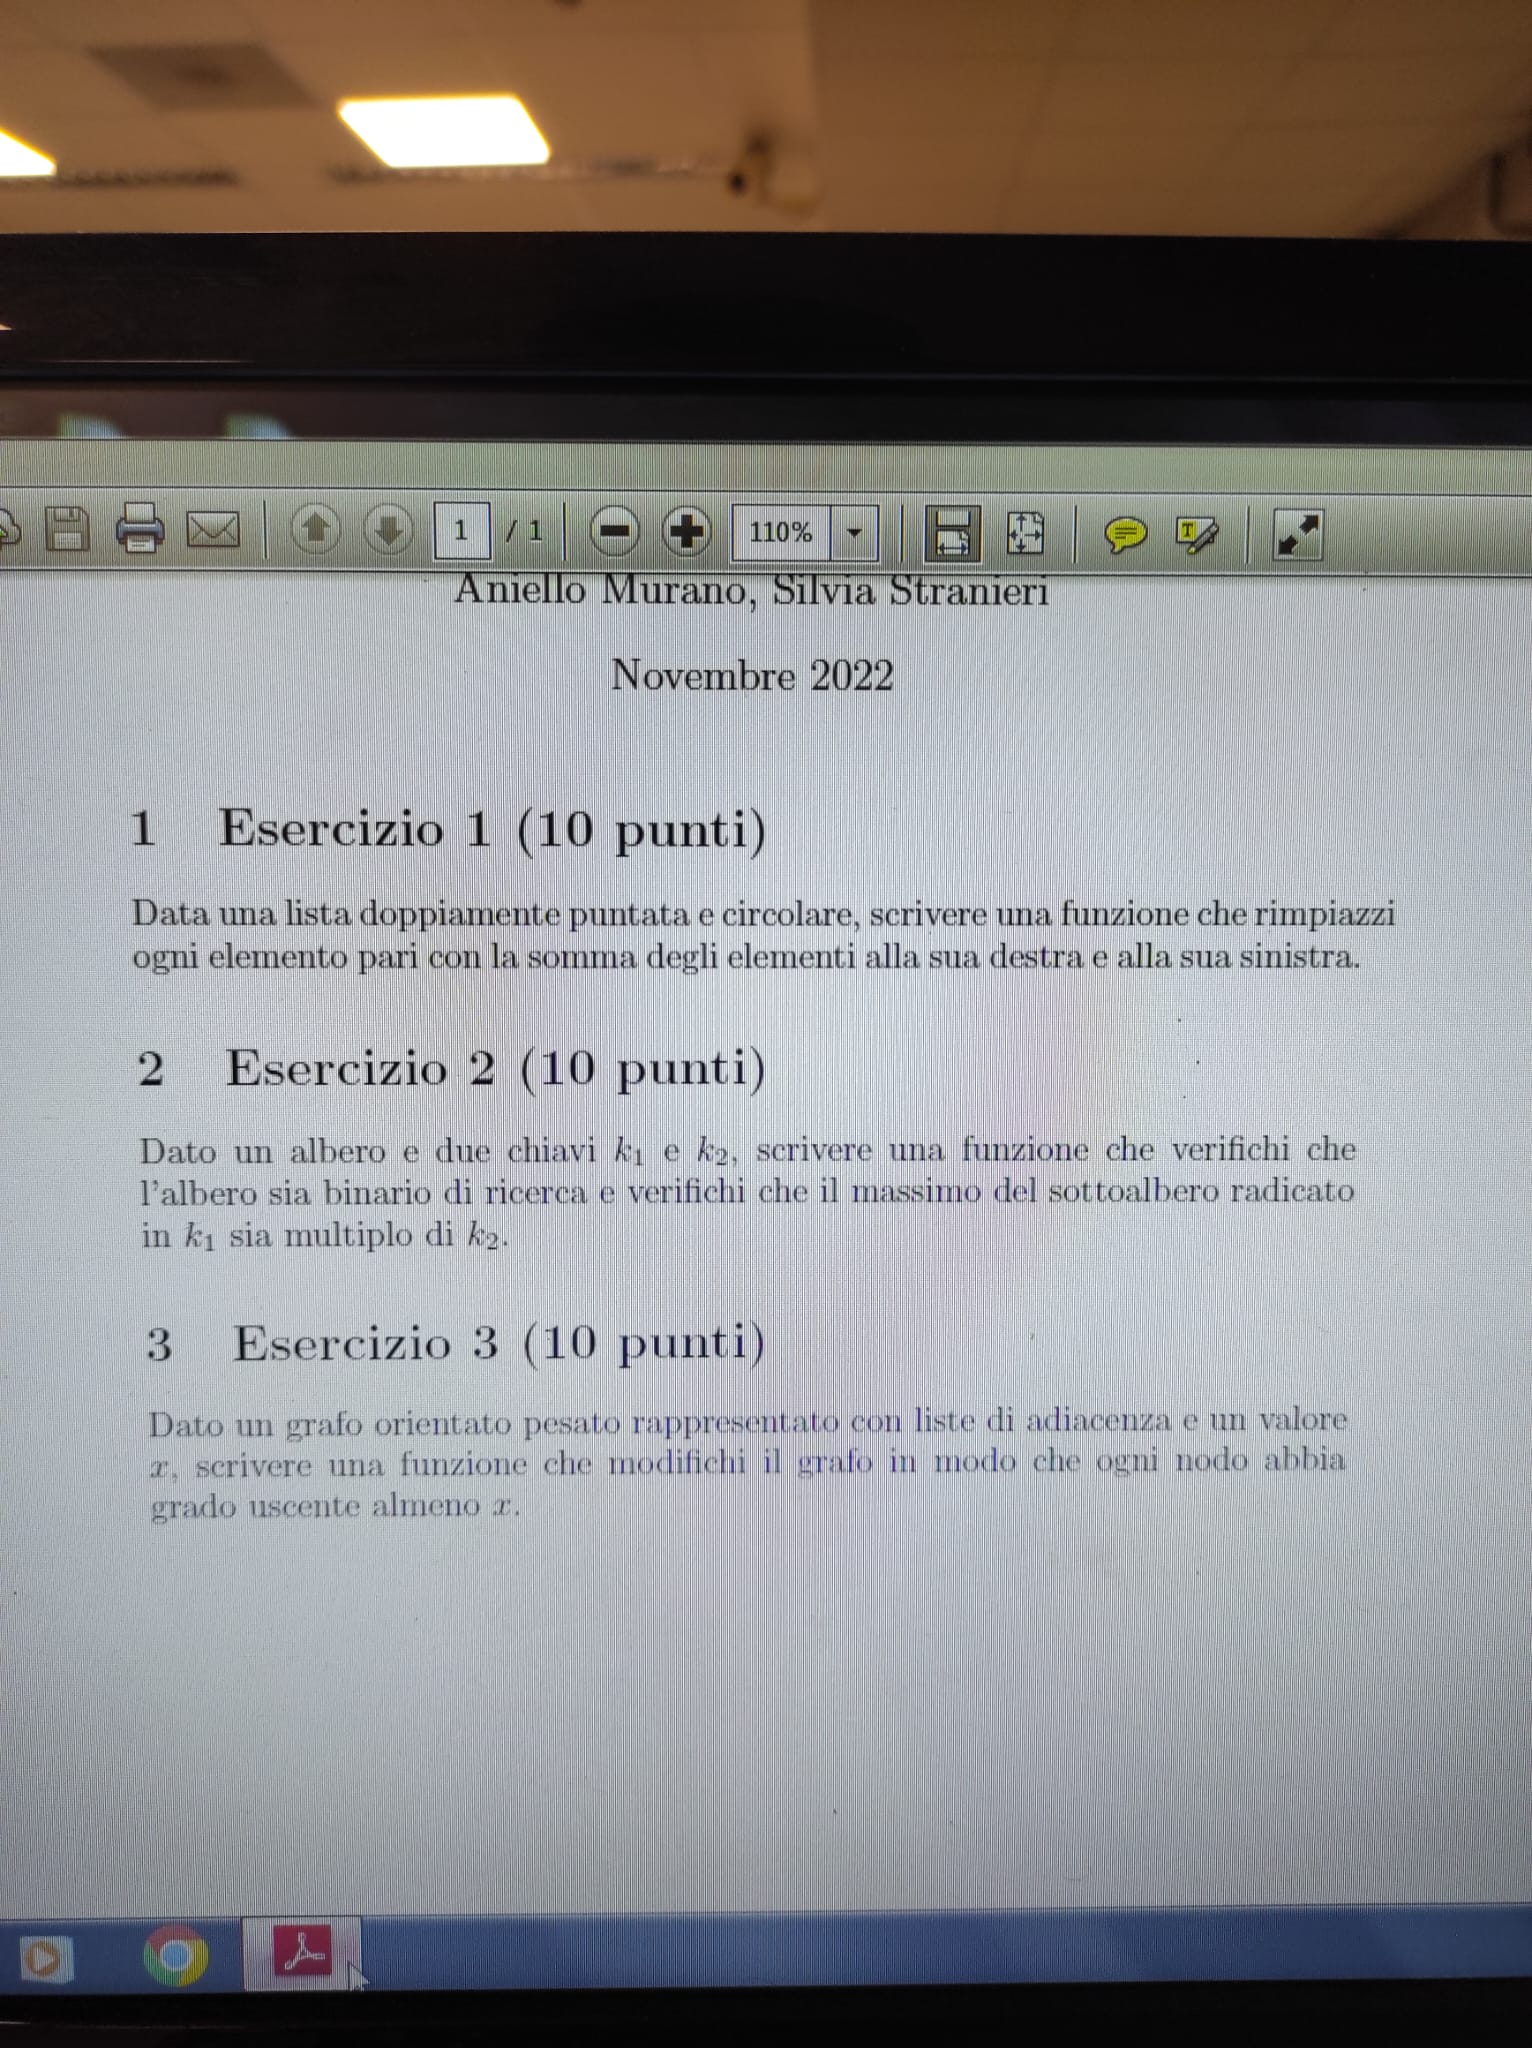 1 / 1 110%
Aniello Murano, Silvia Stranieri
Novembre 2022
1 Esercizio 1 (10 punti)
Data una lista doppiamente puntata e circolare, scrivere una funzione che rimpiazzi
ogni elemento pari con la somma degli elementi alla sua destra e alla sua sinistra.
2 Esercizio 2 (10 punti)
Dato un albero e due chiavi k₁ e k₂, scrivere una funzione che verifichi che
l'albero sia binario di ricerca e verifichi che il massimo del sottoalbero radicato
in k₁ sia multiplo di k₂.
3 Esercizio 3 (10 punti)
Dato un grafo orientato pesato rappresentato con liste di adiacenza e un valore
x, scrivere una funzione che modifichi il grafo in modo che ogni nodo abbia
grado uscente almeno x.